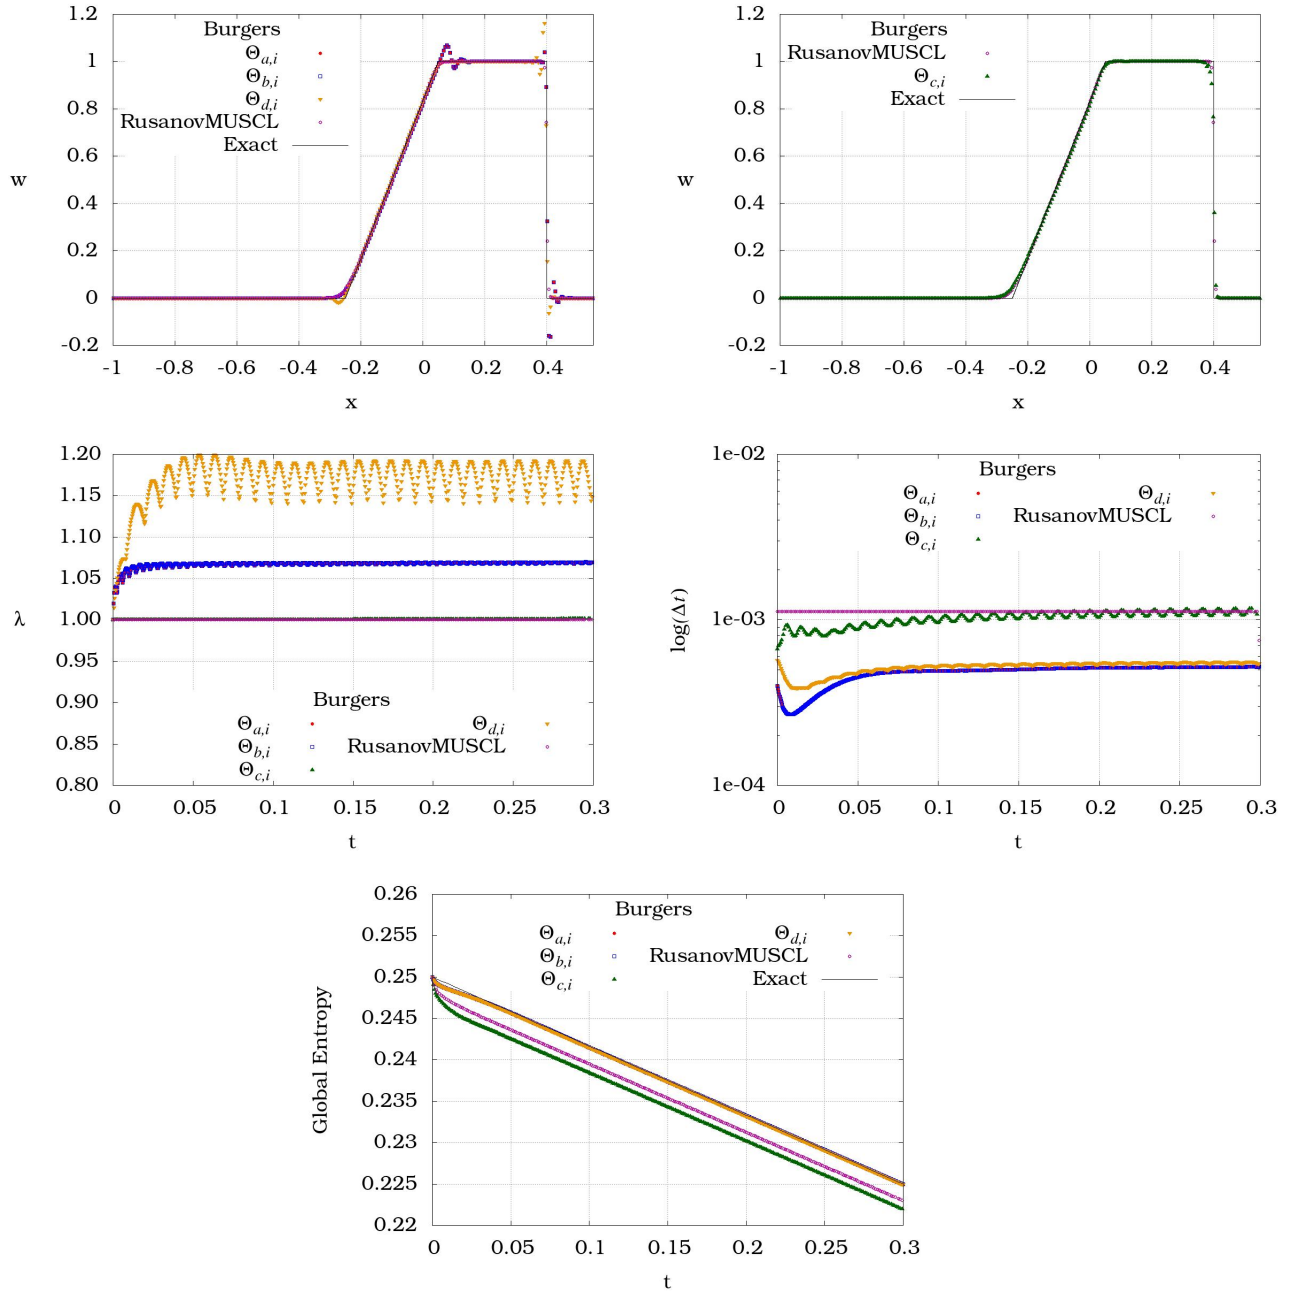 1.2
1
0.8
0.6
0.4
0.2
0
-0.2
w
Burgers
Θa,i
Θb,i
Θd,i
RusanovMUSCL
Exact
-1 -0.8 -0.6 -0.4 -0.2 0 0.2 0.4
x
1.2
1
0.8
0.6
0.4
0.2
0
-0.2
w
Burgers
RusanovMUSCL
Θc,i
Exact
-1 -0.8 -0.6 -0.4 -0.2 0 0.2 0.4
x
1.20
1.15
1.10
1.05
1.00
0.95
0.90
0.85
0.80
λ
Burgers
Θa,i Θd,i
Θb,i RusanovMUSCL
Θc,i
0 0.05 0.1 0.15 0.2 0.25 0.3
t
1e-02
1e-03
1e-04
log(Δt)
Burgers
Θa,i Θd,i
Θb,i RusanovMUSCL
Θc,i
0 0.05 0.1 0.15 0.2 0.25 0.3
t
0.26
0.255
0.25
0.245
0.24
0.235
0.23
0.225
0.22
Global Entropy
Burgers
Θa,i Θd,i
Θb,i RusanovMUSCL
Θc,i Exact
0 0.05 0.1 0.15 0.2 0.25 0.3
t